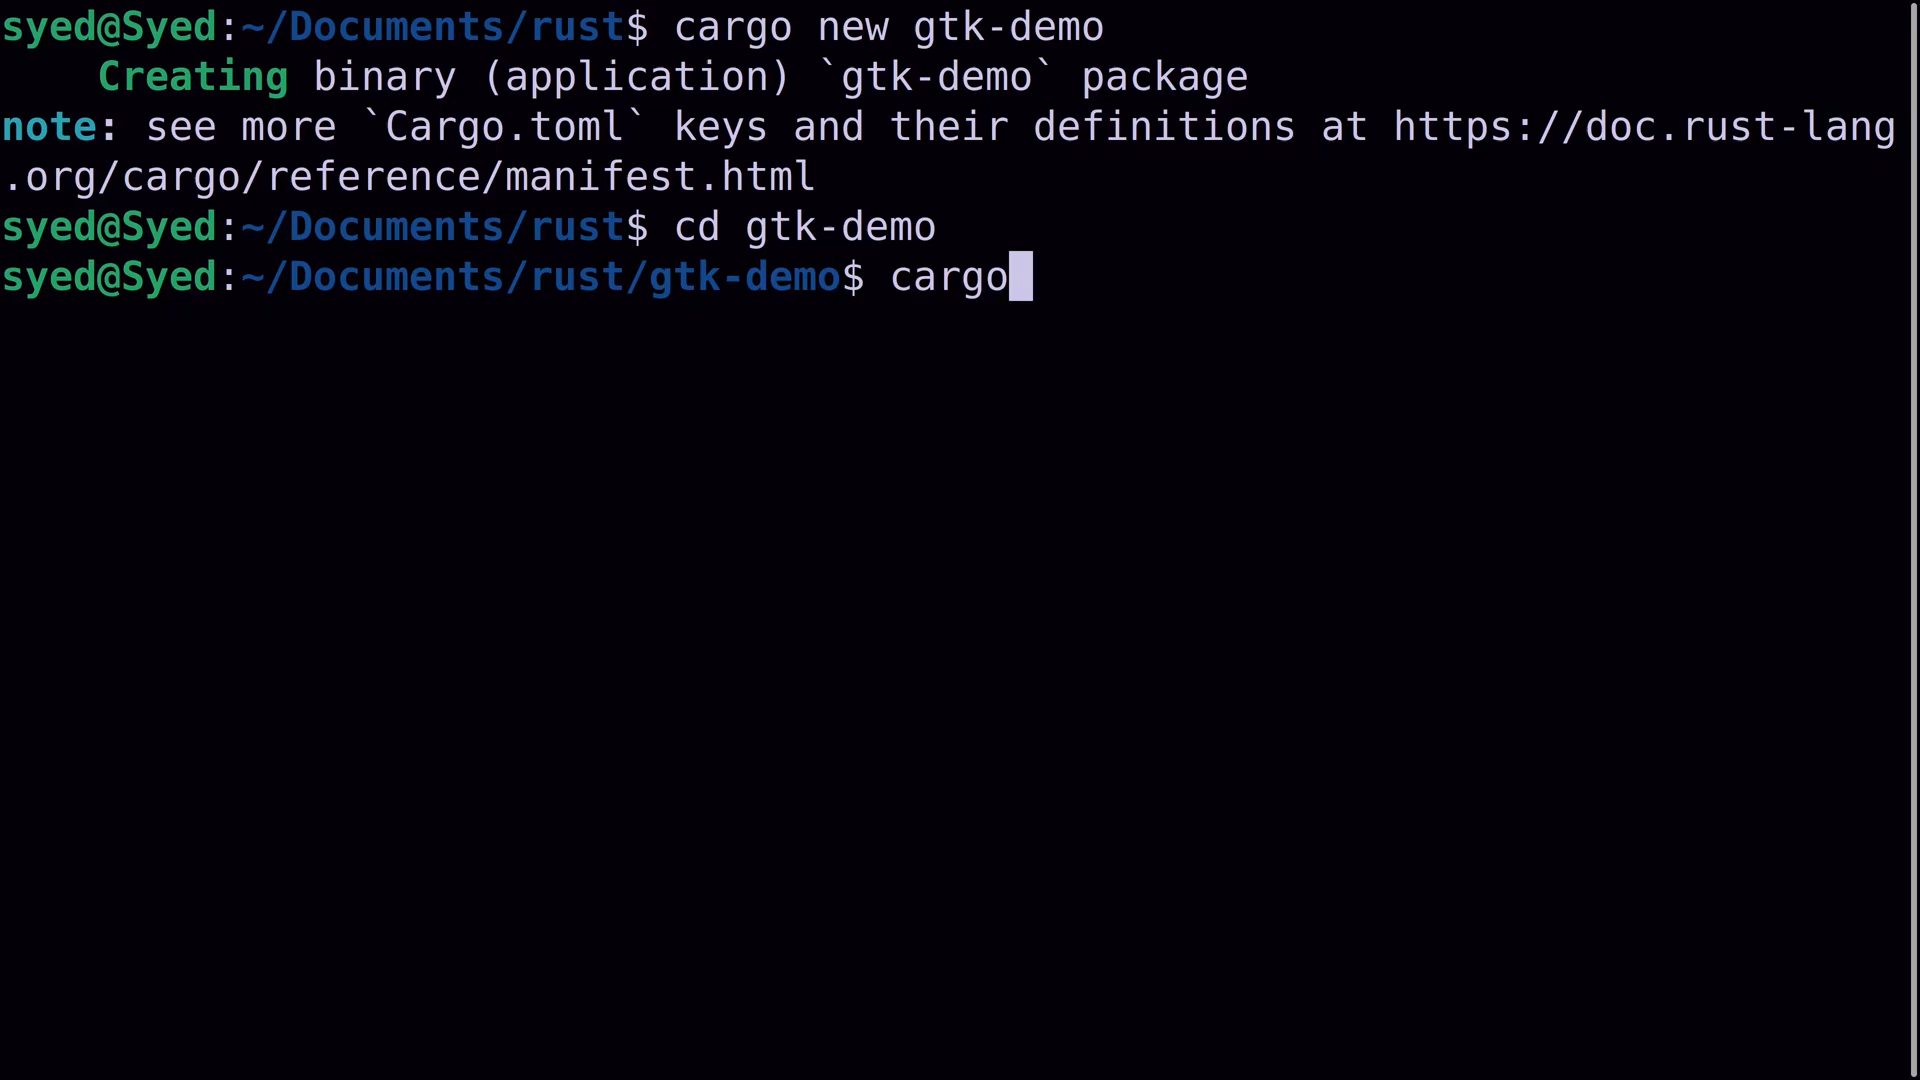 syed@Syed:~/Documents/rust$ cargo new gtk-demo
    Creating binary (application) `gtk-demo` package
note: see more `Cargo.toml` keys and their definitions at https://doc.rust-lang
.org/cargo/reference/manifest.html
syed@Syed:~/Documents/rust$ cd gtk-demo
syed@Syed:~/Documents/rust/gtk-demo$ cargo